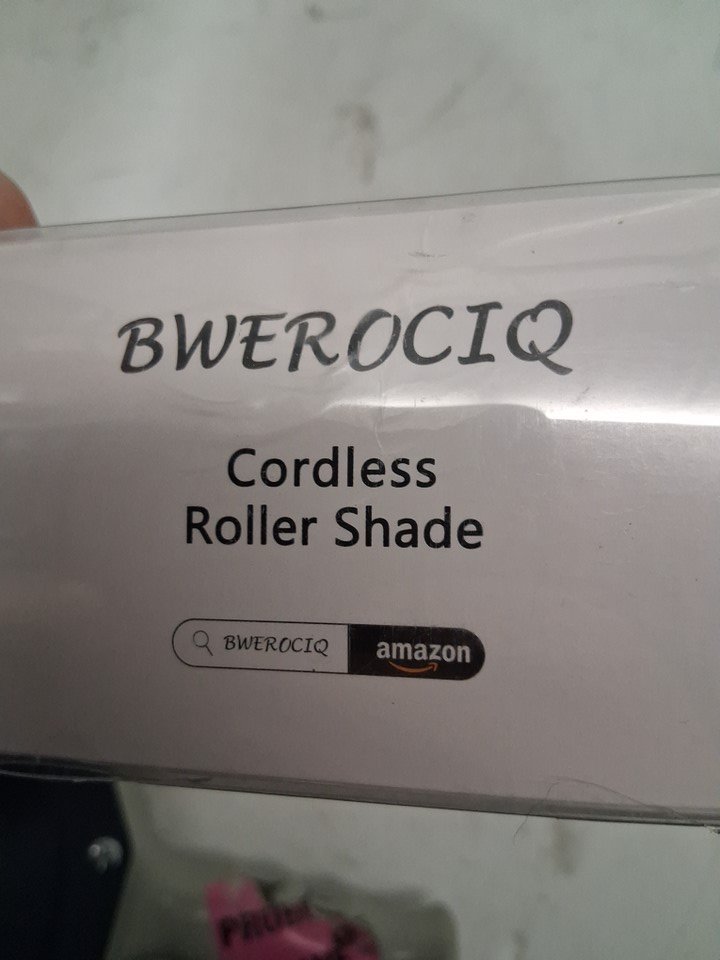 BWEROCIQ
Cordless
Roller Shade
BWEROCIQ amazon